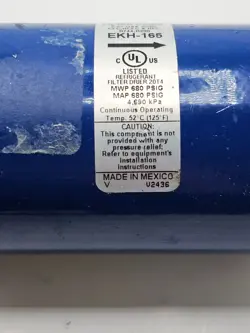 EKH-165
C UL US
LISTED
REFRIGERANT
FILTER DRIER 20T4
MWP 680 PSIG
MAP 680 PSIG
4,690 kPa
Continuous Operating
Temp. 52°C (125°F)
CAUTION:
This component is not
provided with any
pressure relief;
Refer to equipment's
installation
instructions
MADE IN MEXICO
V V2436